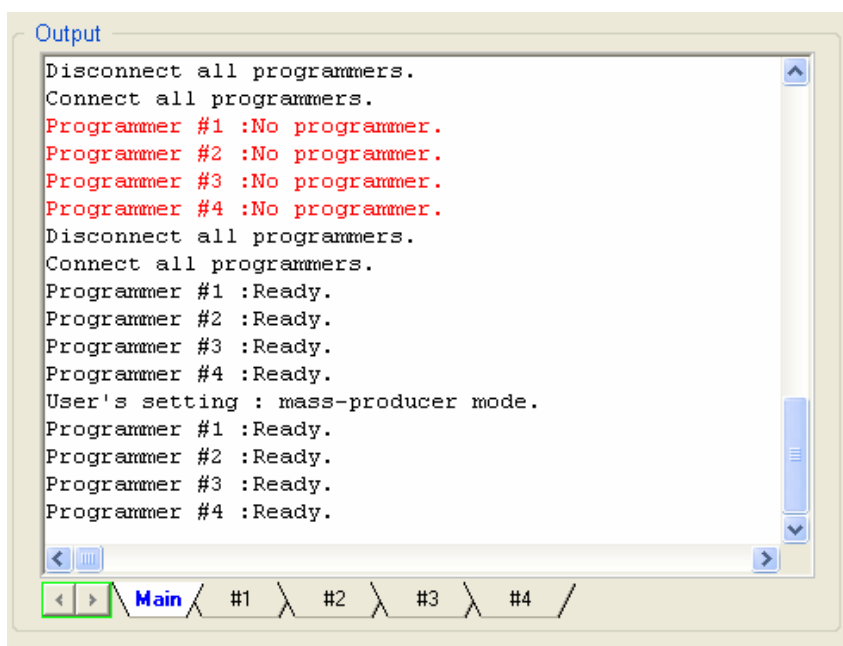 Output
Disconnect all programmers.
Connect all programmers.
Programmer #1 :No programmer.
Programmer #2 :No programmer.
Programmer #3 :No programmer.
Programmer #4 :No programmer.
Disconnect all programmers.
Connect all programmers.
Programmer #1 :Ready.
Programmer #2 :Ready.
Programmer #3 :Ready.
Programmer #4 :Ready.
User's setting : mass-producer mode.
Programmer #1 :Ready.
Programmer #2 :Ready.
Programmer #3 :Ready.
Programmer #4 :Ready.
Main #1 #2 #3 #4